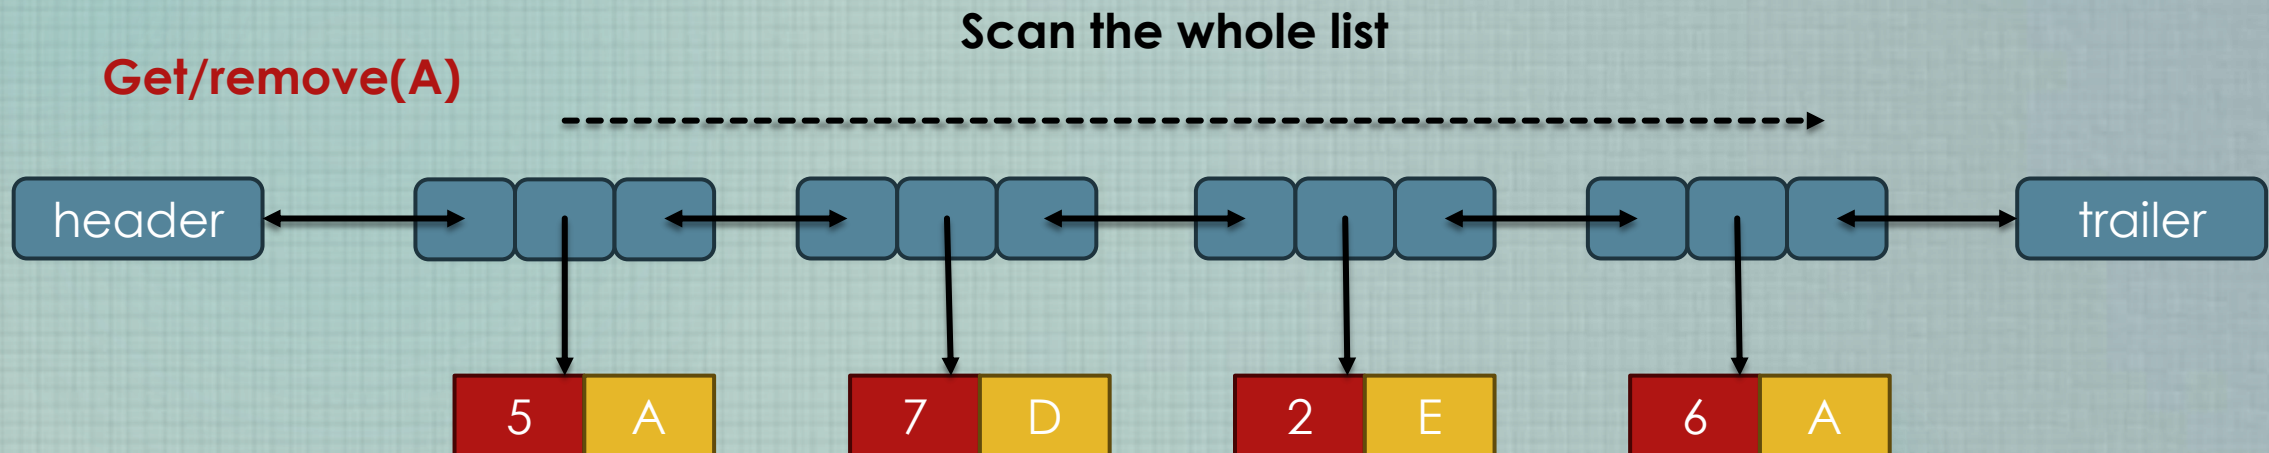 Scan the whole list
Get/remove(A)
header
trailer
5 A
7 D
2 E
6 A